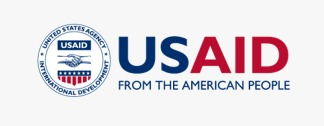 UNITED STATES AGENCY
USAID
INTERNATIONAL DEVELOPMENT
USAID
FROM THE AMERICAN PEOPLE